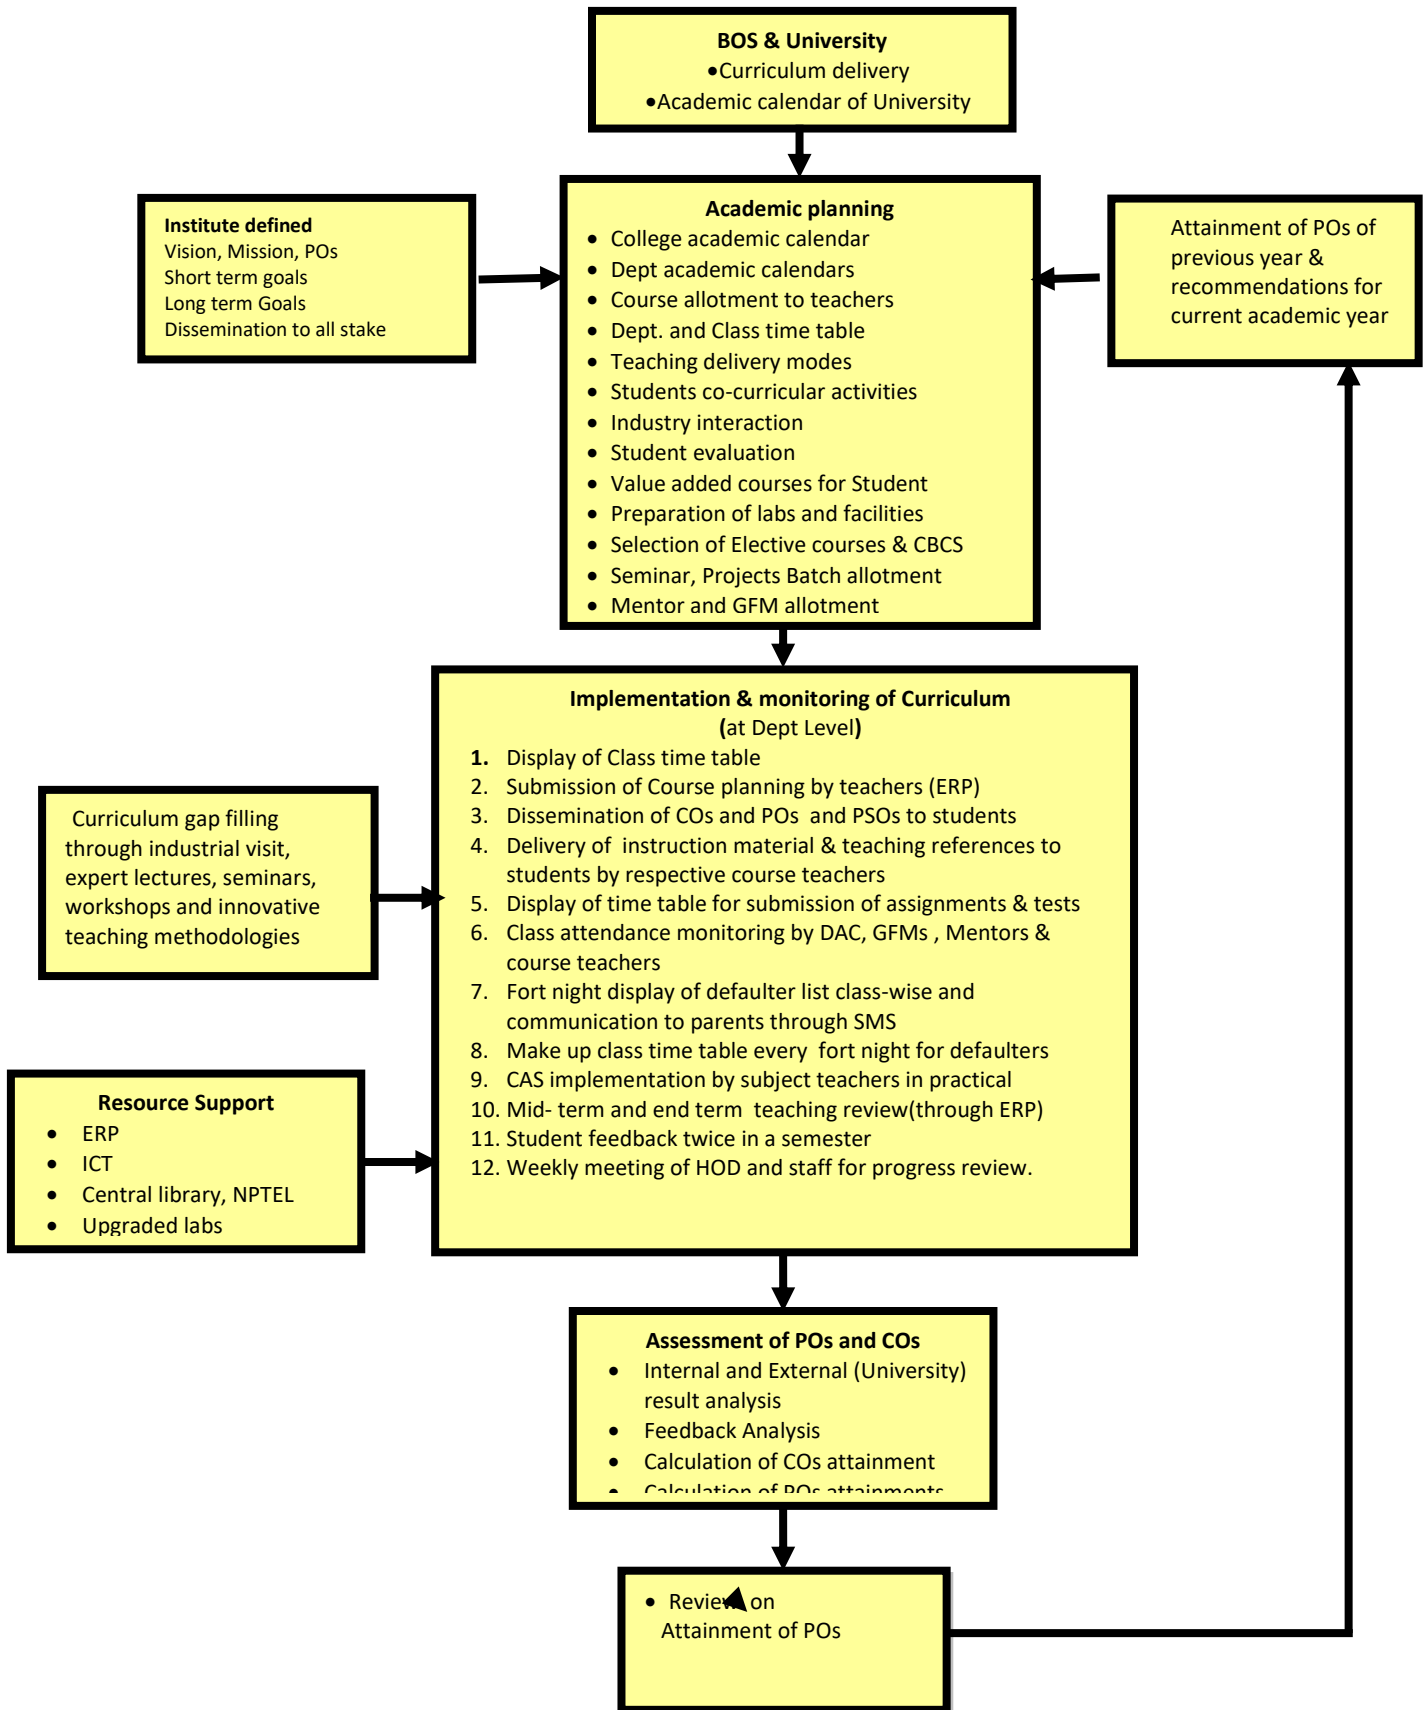 BOS & University
•Curriculum delivery
•Academic calendar of University
Institute defined
Vision, Mission, POs
Short term goals
Long term Goals
Dissemination to all stake
Academic planning
• College academic calendar
• Dept academic calendars
• Course allotment to teachers
• Dept. and Class time table
• Teaching delivery modes
• Students co-curricular activities
• Industry interaction
• Student evaluation
• Value added courses for Student
• Preparation of labs and facilities
• Selection of Elective courses & CBCS
• Seminar, Projects Batch allotment
• Mentor and GFM allotment
Attainment of POs of
previous year &
recommendations for
current academic year
Implementation & monitoring of Curriculum
(at Dept Level)
1. Display of Class time table
2. Submission of Course planning by teachers (ERP)
3. Dissemination of COs and POs and PSOs to students
4. Delivery of instruction material & teaching references to
students by respective course teachers
5. Display of time table for submission of assignments & tests
6. Class attendance monitoring by DAC, GFMs , Mentors &
course teachers
7. Fort night display of defaulter list class-wise and
communication to parents through SMS
8. Make up class time table every fort night for defaulters
9. CAS implementation by subject teachers in practical
10. Mid- term and end term teaching review(through ERP)
11. Student feedback twice in a semester
12. Weekly meeting of HOD and staff for progress review.
Curriculum gap filling
through industrial visit,
expert lectures, seminars,
workshops and innovative
teaching methodologies
Resource Support
• ERP
• ICT
• Central library, NPTEL
• Upgraded labs
Assessment of POs and COs
• Internal and External (University)
result analysis
• Feedback Analysis
• Calculation of COs attainment
• Calculation of POs attainments
• Review on
Attainment of POs